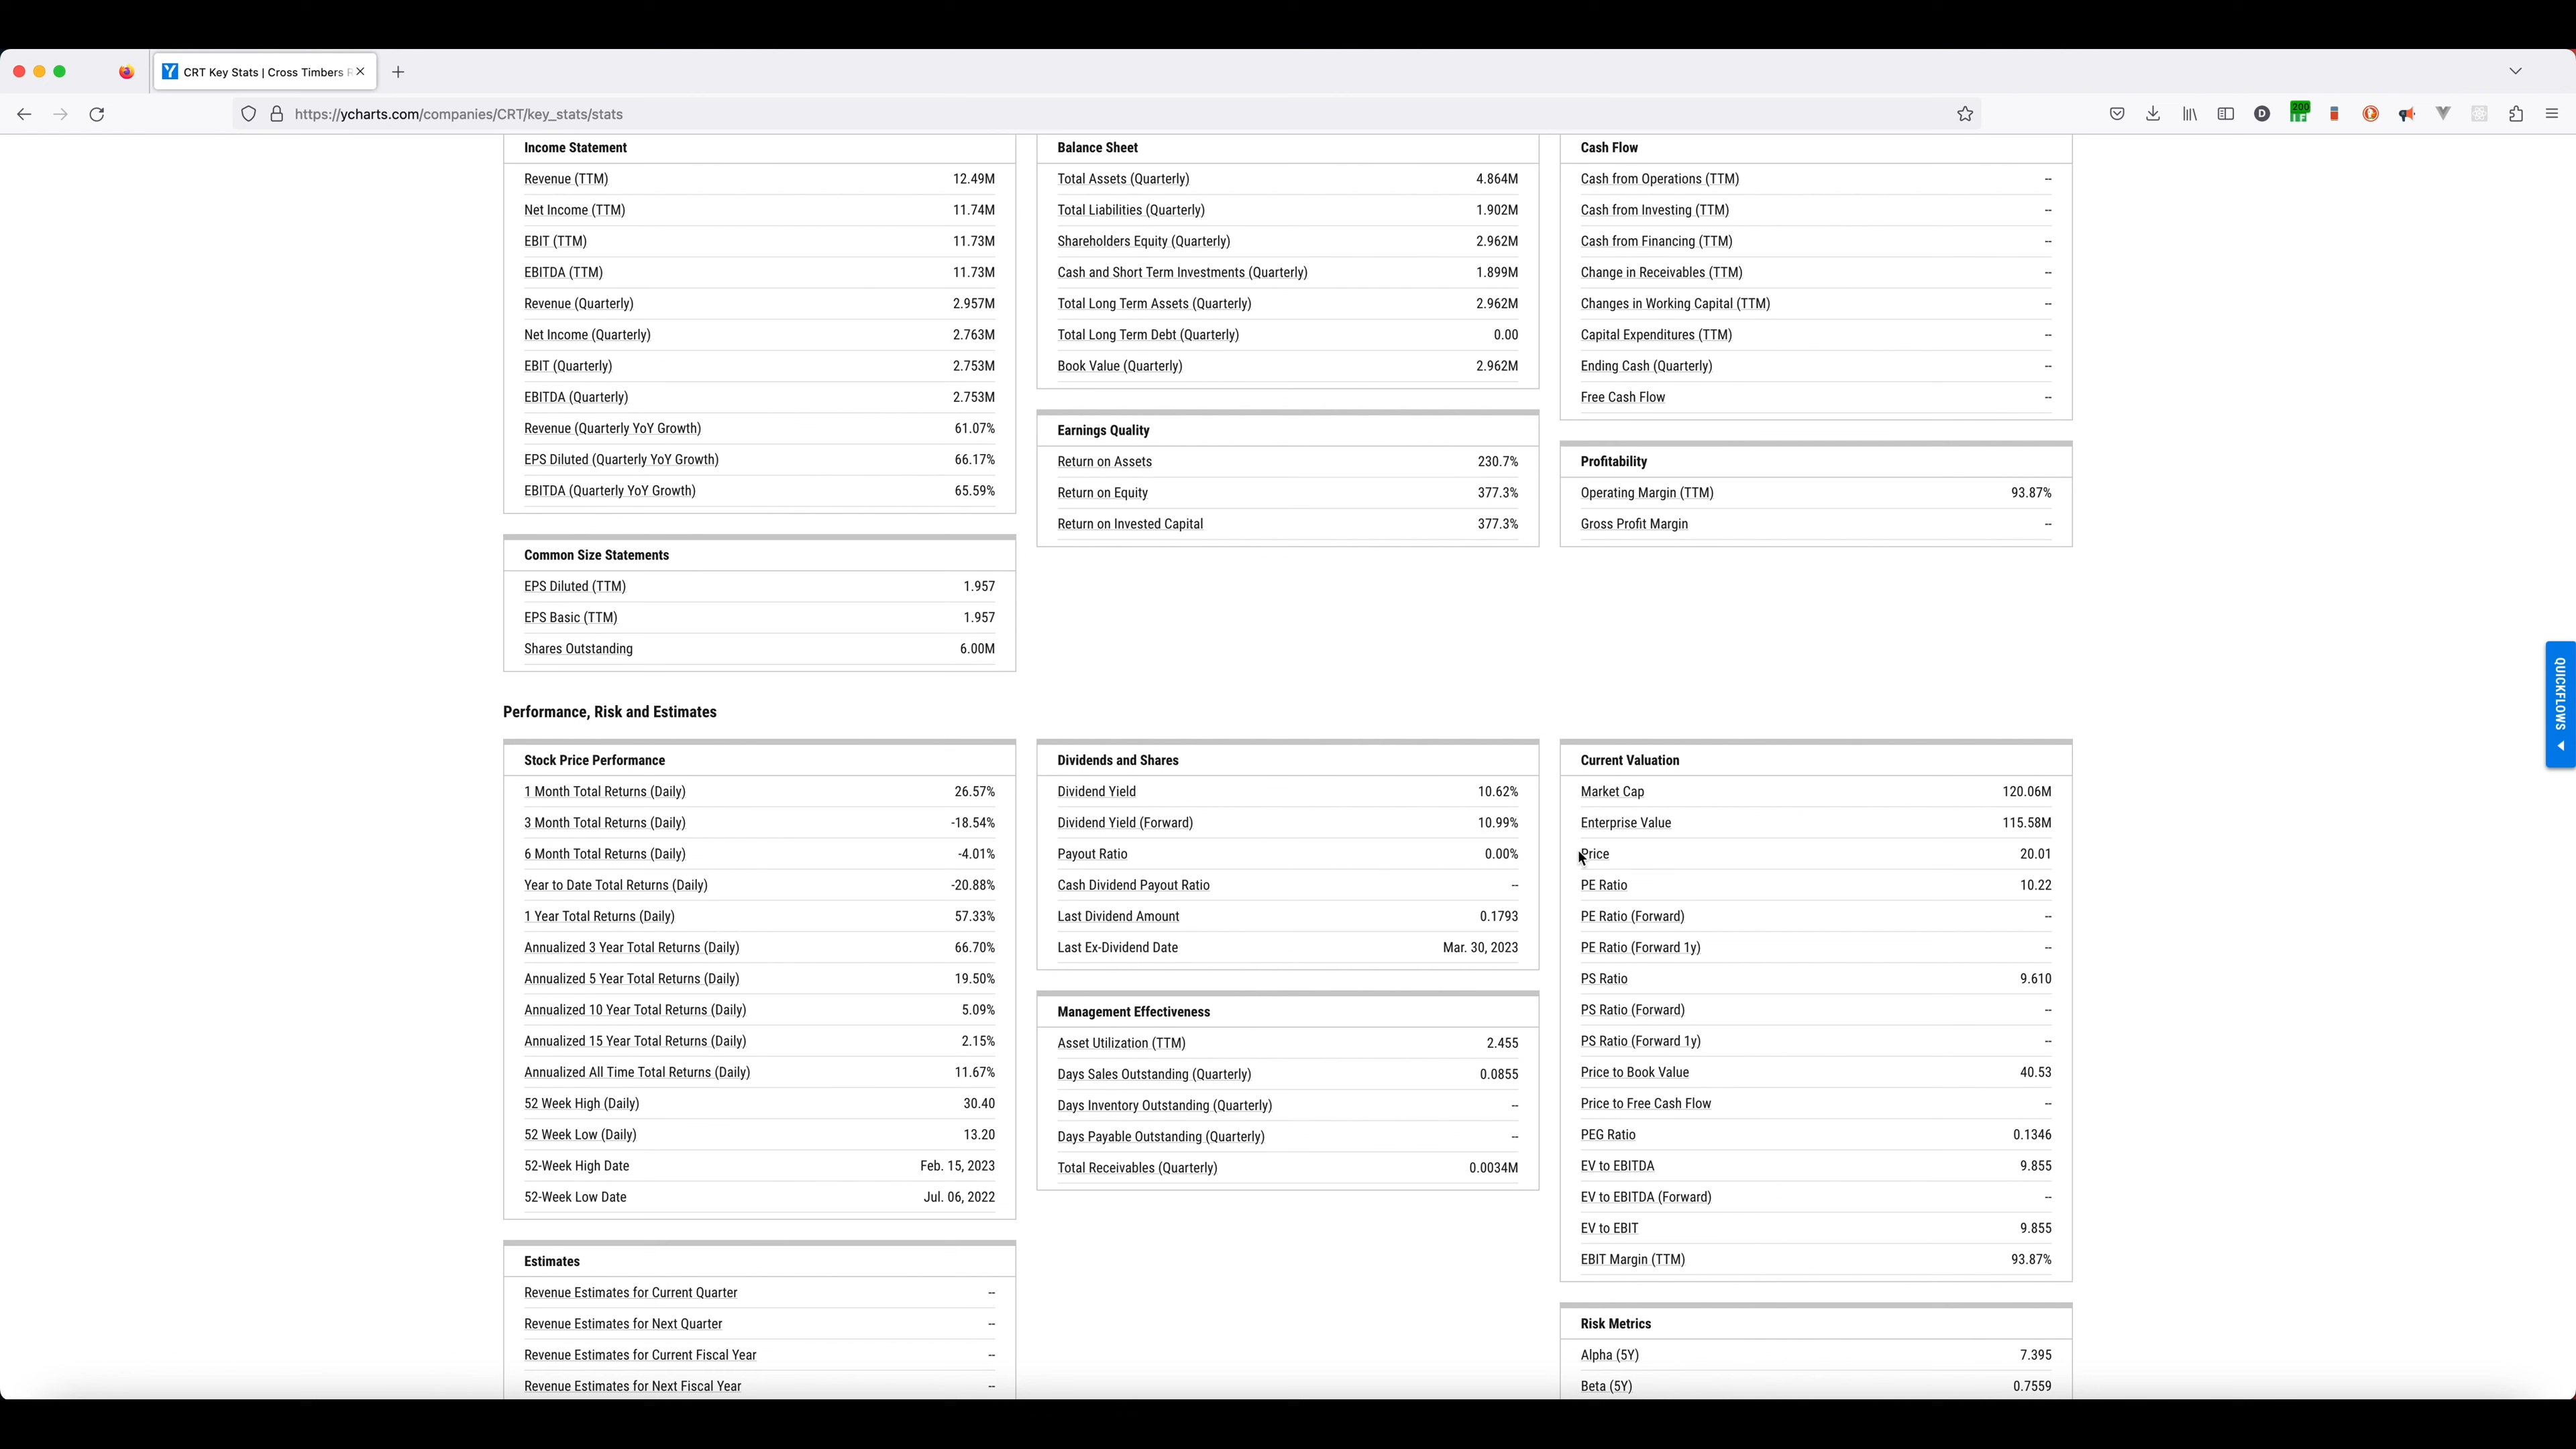 CRT Key Stats | Cross Timbers R
https://ycharts.com/companies/CRT/key_stats/stats
D
200
LF
Income Statement
Revenue (TTM) 12.49M
Net Income (TTM) 11.74M
EBIT (TTM) 11.73M
EBITDA (TTM) 11.73M
Revenue (Quarterly) 2.957M
Net Income (Quarterly) 2.763M
EBIT (Quarterly) 2.753M
EBITDA (Quarterly) 2.753M
Revenue (Quarterly YoY Growth) 61.07%
EPS Diluted (Quarterly YoY Growth) 66.17%
EBITDA (Quarterly YoY Growth) 65.59%
Common Size Statements
EPS Diluted (TTM) 1.957
EPS Basic (TTM) 1.957
Shares Outstanding 6.00M
Balance Sheet
Total Assets (Quarterly) 4.864M
Total Liabilities (Quarterly) 1.902M
Shareholders Equity (Quarterly) 2.962M
Cash and Short Term Investments (Quarterly) 1.899M
Total Long Term Assets (Quarterly) 2.962M
Total Long Term Debt (Quarterly) 0.00
Book Value (Quarterly) 2.962M
Earnings Quality
Return on Assets 230.7%
Return on Equity 377.3%
Return on Invested Capital 377.3%
Cash Flow
Cash from Operations (TTM) --
Cash from Investing (TTM) --
Cash from Financing (TTM) --
Change in Receivables (TTM) --
Changes in Working Capital (TTM) --
Capital Expenditures (TTM) --
Ending Cash (Quarterly) --
Free Cash Flow --
Profitability
Operating Margin (TTM) 93.87%
Gross Profit Margin --
Performance, Risk and Estimates
Stock Price Performance
1 Month Total Returns (Daily) 26.57%
3 Month Total Returns (Daily) -18.54%
6 Month Total Returns (Daily) -4.01%
Year to Date Total Returns (Daily) -20.88%
1 Year Total Returns (Daily) 57.33%
Annualized 3 Year Total Returns (Daily) 66.70%
Annualized 5 Year Total Returns (Daily) 19.50%
Annualized 10 Year Total Returns (Daily) 5.09%
Annualized 15 Year Total Returns (Daily) 2.15%
Annualized All Time Total Returns (Daily) 11.67%
52 Week High (Daily) 30.40
52 Week Low (Daily) 13.20
52-Week High Date Feb. 15, 2023
52-Week Low Date Jul. 06, 2022
Estimates
Revenue Estimates for Current Quarter --
Revenue Estimates for Next Quarter --
Revenue Estimates for Current Fiscal Year --
Revenue Estimates for Next Fiscal Year --
Dividends and Shares
Dividend Yield 10.62%
Dividend Yield (Forward) 10.99%
Payout Ratio 0.00%
Cash Dividend Payout Ratio --
Last Dividend Amount 0.1793
Last Ex-Dividend Date Mar. 30, 2023
Management Effectiveness
Asset Utilization (TTM) 2.455
Days Sales Outstanding (Quarterly) 0.0855
Days Inventory Outstanding (Quarterly) --
Days Payable Outstanding (Quarterly) --
Total Receivables (Quarterly) 0.0034M
Current Valuation
Market Cap 120.06M
Enterprise Value 115.58M
Price 20.01
PE Ratio 10.22
PE Ratio (Forward) --
PE Ratio (Forward 1y) --
PS Ratio 9.610
PS Ratio (Forward) --
PS Ratio (Forward 1y) --
Price to Book Value 40.53
Price to Free Cash Flow --
PEG Ratio 0.1346
EV to EBITDA 9.855
EV to EBITDA (Forward) --
EV to EBIT 9.855
EBIT Margin (TTM) 93.87%
Risk Metrics
Alpha (5Y) 7.395
Beta (5Y) 0.7559
QUICKFLOWS